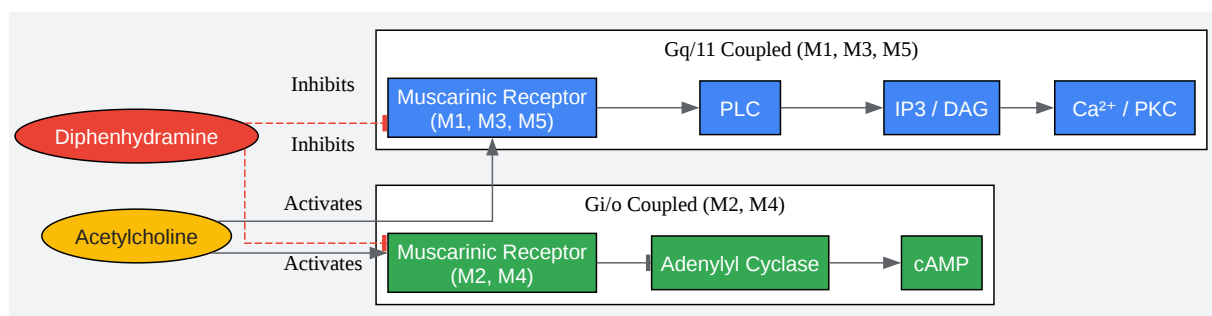 Gq/11 Coupled (M1, M3, M5)
Inhibits
Muscarinic Receptor
(M1, M3, M5)
PLC
IP3 / DAG
Ca²⁺ / PKC
Diphenhydramine
Inhibits
Activates
Gi/o Coupled (M2, M4)
Acetylcholine
Activates
Muscarinic Receptor
(M2, M4)
Adenylyl Cyclase
cAMP